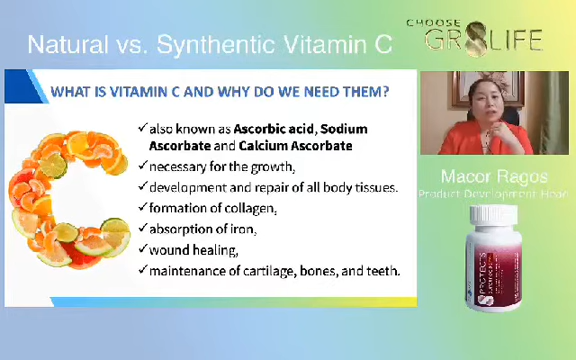 Natural vs. Synthentic Vitamin C
CHOOSE
GR8LIFE
WHAT IS VITAMIN C AND WHY DO WE NEED THEM?
✓also known as Ascorbic acid, Sodium
Ascorbate and Calcium Ascorbate
✓necessary for the growth,
✓development and repair of all body tissues.
✓formation of collagen,
✓absorption of iron,
✓wound healing,
✓maintenance of cartilage, bones, and teeth.
Macor Ragos
Product Development Head
PROTECT8